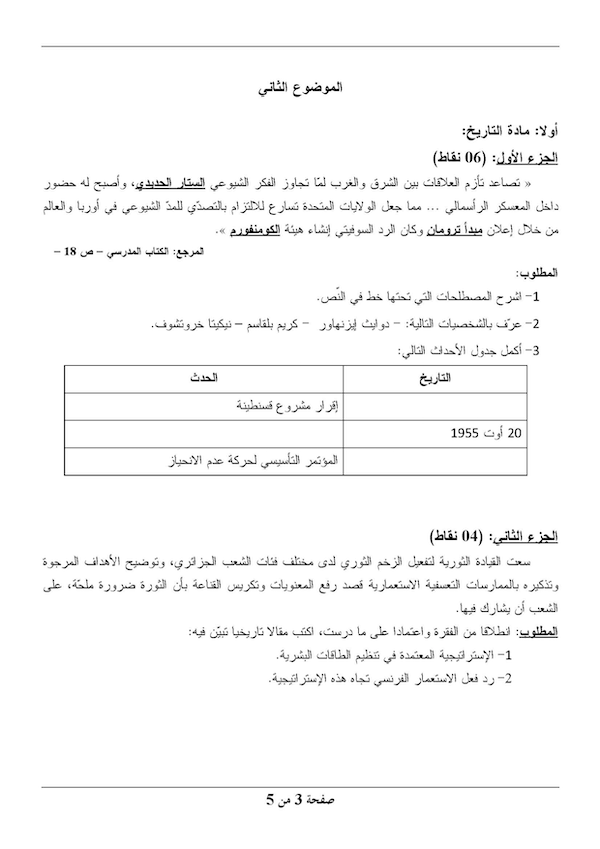 الموضوع الثاني
أولا: مادة التاريخ:
الجزء الأول: (06 نقاط)
« تصاعد تأزم العلاقات بين الشرق والغرب لمّا تجاوز الفكر الشيوعي الستار الحديدي، وأصبح له حضور
داخل المعسكر الرأسمالي ... مما جعل الولايات المتحدة تسارع للالتزام بالتصدّي للمدّ الشيوعي في أوربا والعالم
من خلال إعلان مبدأ ترومان وكان الرد السوفيتي إنشاء هيئة الكومنفورم ».
المرجع: الكتاب المدرسي – ص 18 –
المطلوب:
1- اشرح المصطلحات التي تحتها خط في النّص.
2- عرّف بالشخصيات التالية: - دوايث إيزنهاور - كريم بلقاسم – نيكيتا خروتشوف.
3- أكمل جدول الأحداث التالي:
التاريخ الحدث
إقرار مشروع قسنطينة
20 أوت 1955
المؤتمر التأسيسي لحركة عدم الانحياز
الجزء الثاني: (04 نقاط)
سعت القيادة الثورية لتفعيل الزخم الثوري لدى مختلف فئات الشعب الجزائري، وتوضيح الأهداف المرجوة
وتذكيره بالممارسات التعسفية الاستعمارية قصد رفع المعنويات وتكريس القناعة بأن الثورة ضرورة ملحّة، على
الشعب أن يشارك فيها.
المطلوب: انطلاقا من الفقرة واعتمادا على ما درست، اكتب مقالا تاريخيا تبيّن فيه:
1- الإستراتيجية المعتمدة في تنظيم الطاقات البشرية.
2- رد فعل الاستعمار الفرنسي تجاه هذه الإستراتيجية.
صفحة 3 من 5